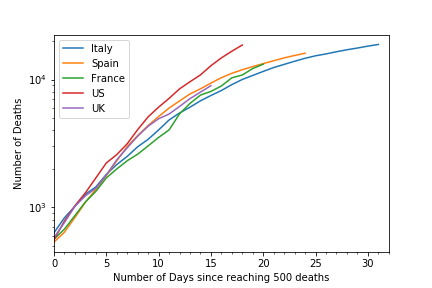 Italy
Spain
France
US
UK
Number of Deaths
10⁴
10³
0 5 10 15 20 25 30
Number of Days since reaching 500 deaths